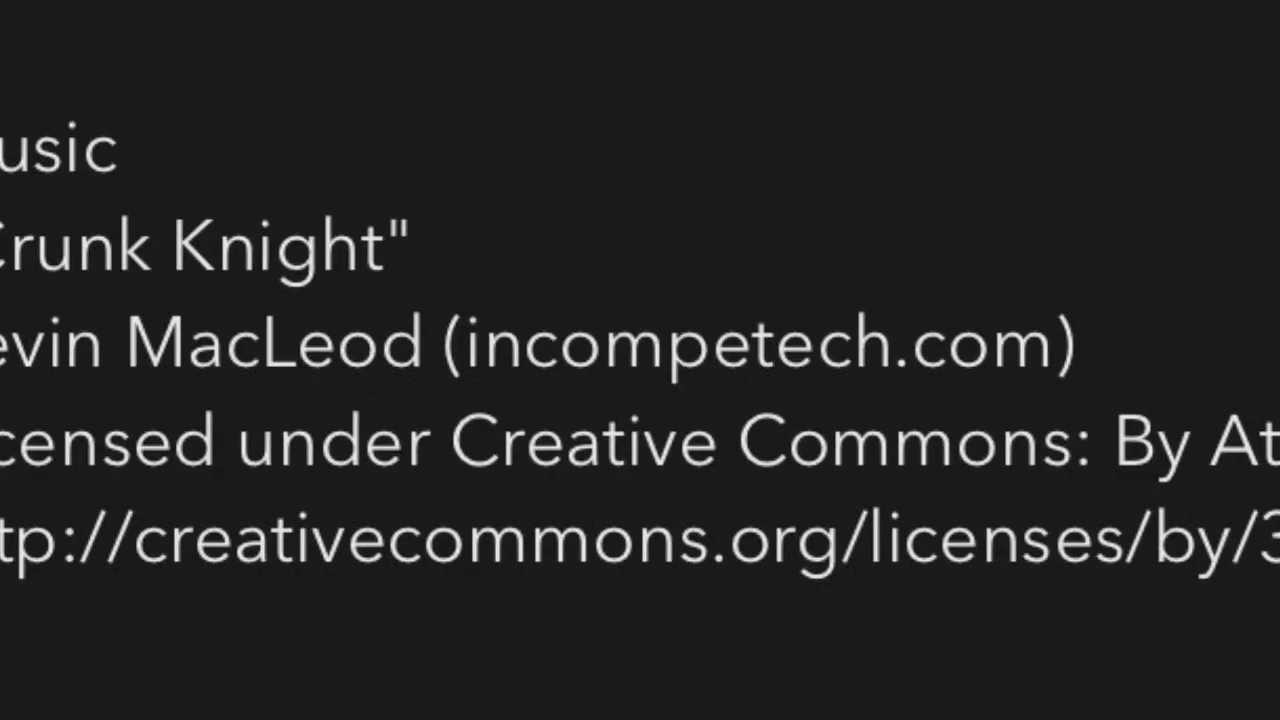 usic
Crunk Knight"
evin MacLeod (incompetech.com)
censed under Creative Commons: By At
tp://creativecommons.org/licenses/by/3